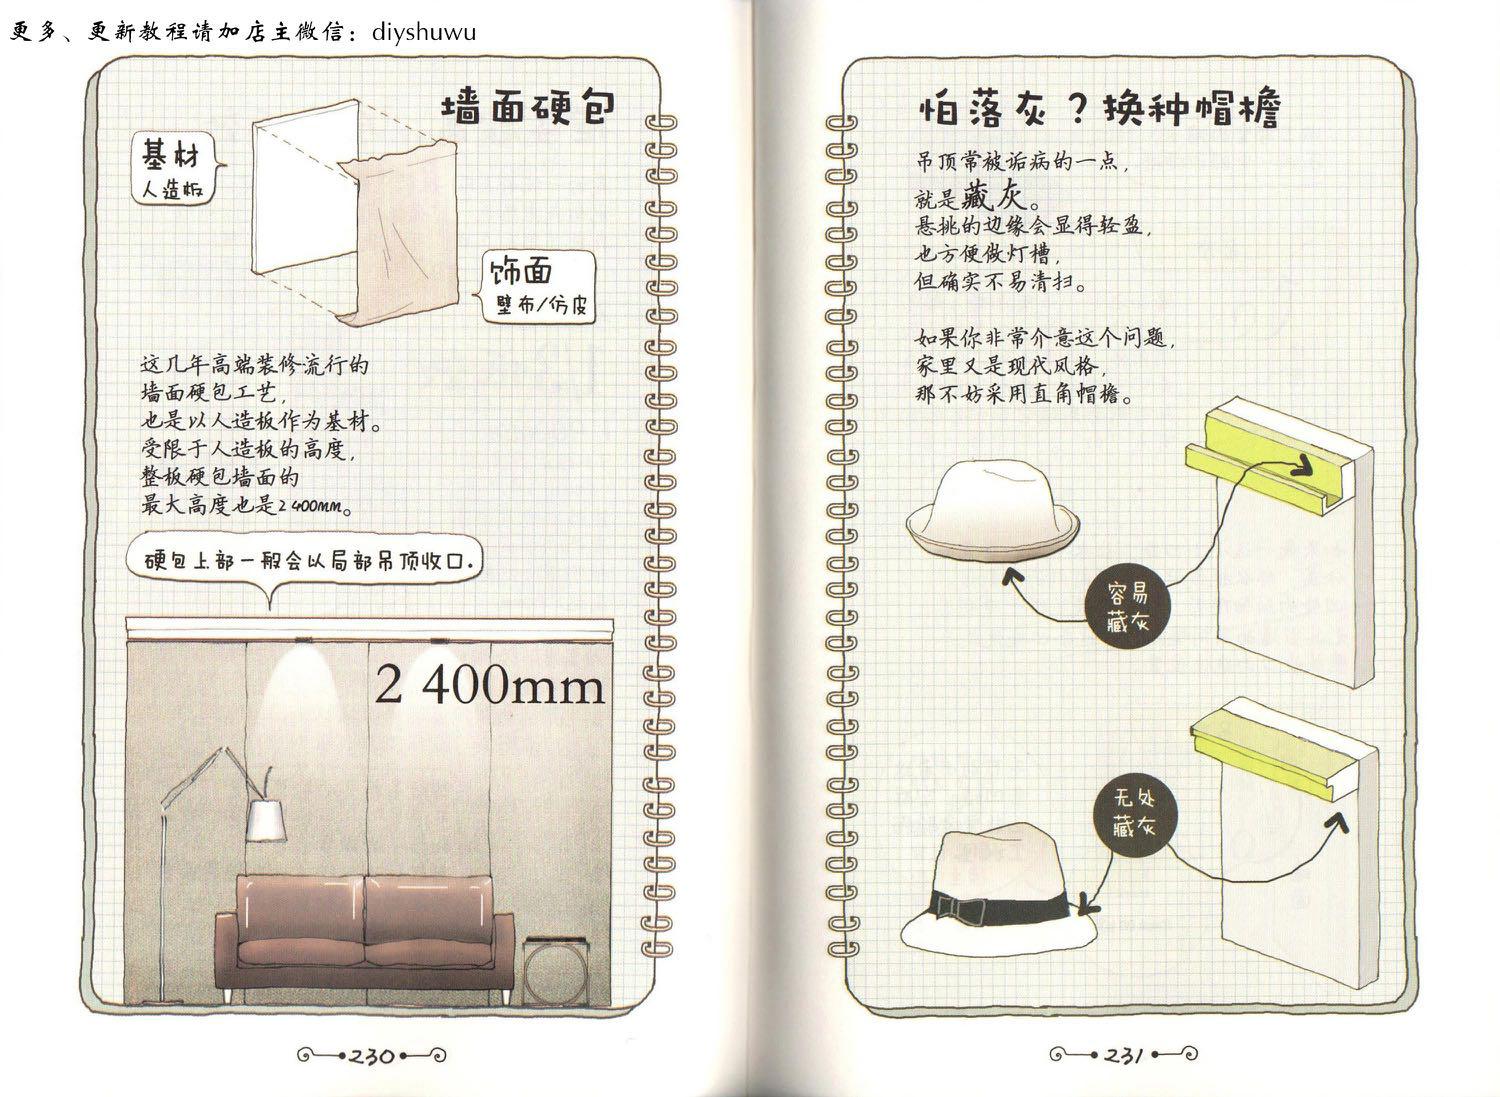 更多、更新教程请加店主微信：diyshuwu
墙面硬包
基材
人造板
饰面
壁布/仿皮
这几年高端装修流行的
墙面硬包工艺，
也是以人造板作为基材。
受限于人造板的高度，
整板硬包墙面的
最大高度也是2 400mm。
硬包上部一般会以局部吊顶收口.
2 400mm
230
怕落灰？换种帽檐
吊顶常被诟病的一点，
就是藏灰。
悬挑的边缘会显得轻盈，
也方便做灯槽，
但确实不易清扫。
如果你非常介意这个问题，
家里又是现代风格，
那不妨采用直角帽檐。
容易
藏灰
无处
藏灰
231